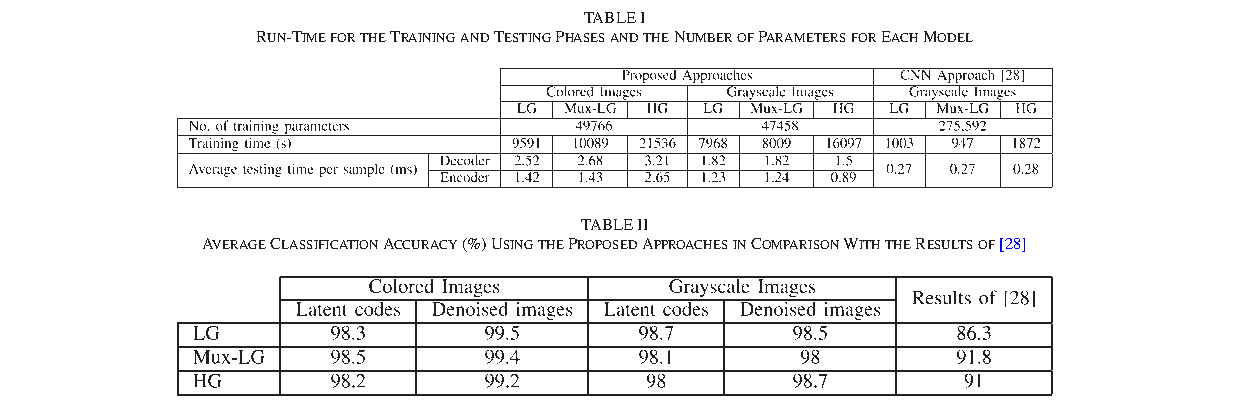 TABLE I
RUN-TIME FOR THE TRAINING AND TESTING PHASES AND THE NUMBER OF PARAMETERS FOR EACH MODEL
Proposed Approaches CNN Approach [28]
Colored Images Grayscale Images Grayscale Images
LG Mux-LG HG LG Mux-LG HG LG Mux-LG HG
No. of training parameters 49766 47458 275,592
Training time (s) 9591 10089 21536 7968 8009 16097 1003 947 1872
Average testing time per sample (ms) Decoder 2.52 2.68 3.21 1.82 1.82 1.5 0.27 0.27 0.28
Encoder 1.42 1.43 2.65 1.23 1.24 0.89
TABLE II
AVERAGE CLASSIFICATION ACCURACY (%) USING THE PROPOSED APPROACHES IN COMPARISON WITH THE RESULTS OF [28]
Colored Images Grayscale Images Results of [28]
Latent codes Denoised images Latent codes Denoised images
LG 98.3 99.5 98.7 98.5 86.3
Mux-LG 98.5 99.4 98.1 98 91.8
HG 98.2 99.2 98 98.7 91